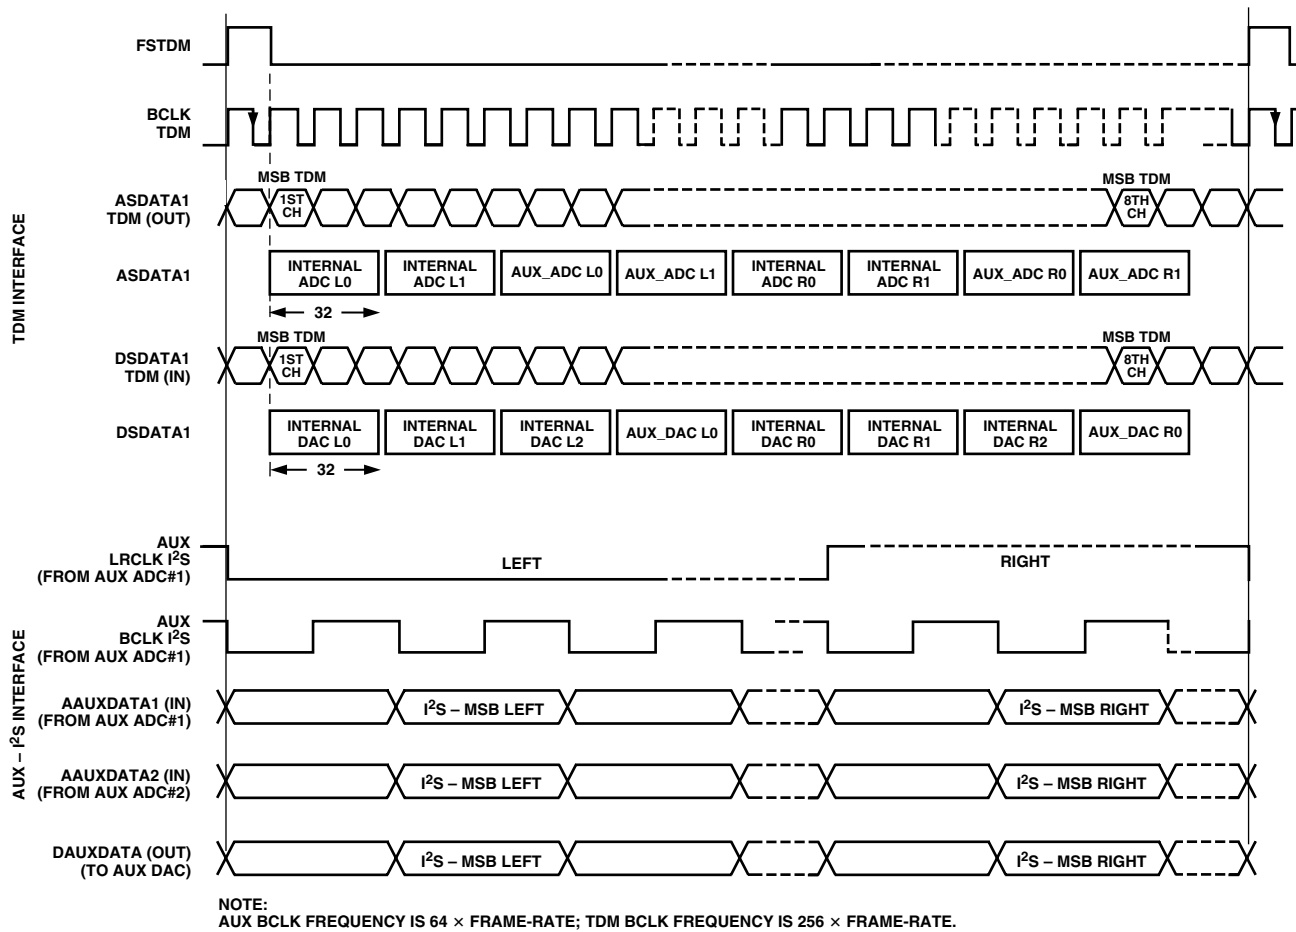 FSTDM
BCLK
TDM
MSB TDM
MSB TDM
ASDATA1
TDM (OUT)
1ST
CH
8TH
CH
ASDATA1
INTERNAL
ADC L0
INTERNAL
ADC L1
AUX_ADC L0
AUX_ADC L1
INTERNAL
ADC R0
INTERNAL
ADC R1
AUX_ADC R0
AUX_ADC R1
32
TDM INTERFACE
MSB TDM
MSB TDM
DSDATA1
TDM (IN)
1ST
CH
8TH
CH
DSDATA1
INTERNAL
DAC L0
INTERNAL
DAC L1
INTERNAL
DAC L2
AUX_DAC L0
INTERNAL
DAC R0
INTERNAL
DAC R1
INTERNAL
DAC R2
AUX_DAC R0
32
AUX
LRCLK I²S
(FROM AUX ADC#1)
LEFT
RIGHT
AUX
BCLK I²S
(FROM AUX ADC#1)
AUX – I²S INTERFACE
AAUXDATA1 (IN)
(FROM AUX ADC#1)
I²S – MSB LEFT
I²S – MSB RIGHT
AAUXDATA2 (IN)
(FROM AUX ADC#2)
I²S – MSB LEFT
I²S – MSB RIGHT
DAUXDATA (OUT)
(TO AUX DAC)
I²S – MSB LEFT
I²S – MSB RIGHT
NOTE:
AUX BCLK FREQUENCY IS 64 × FRAME-RATE; TDM BCLK FREQUENCY IS 256 × FRAME-RATE.